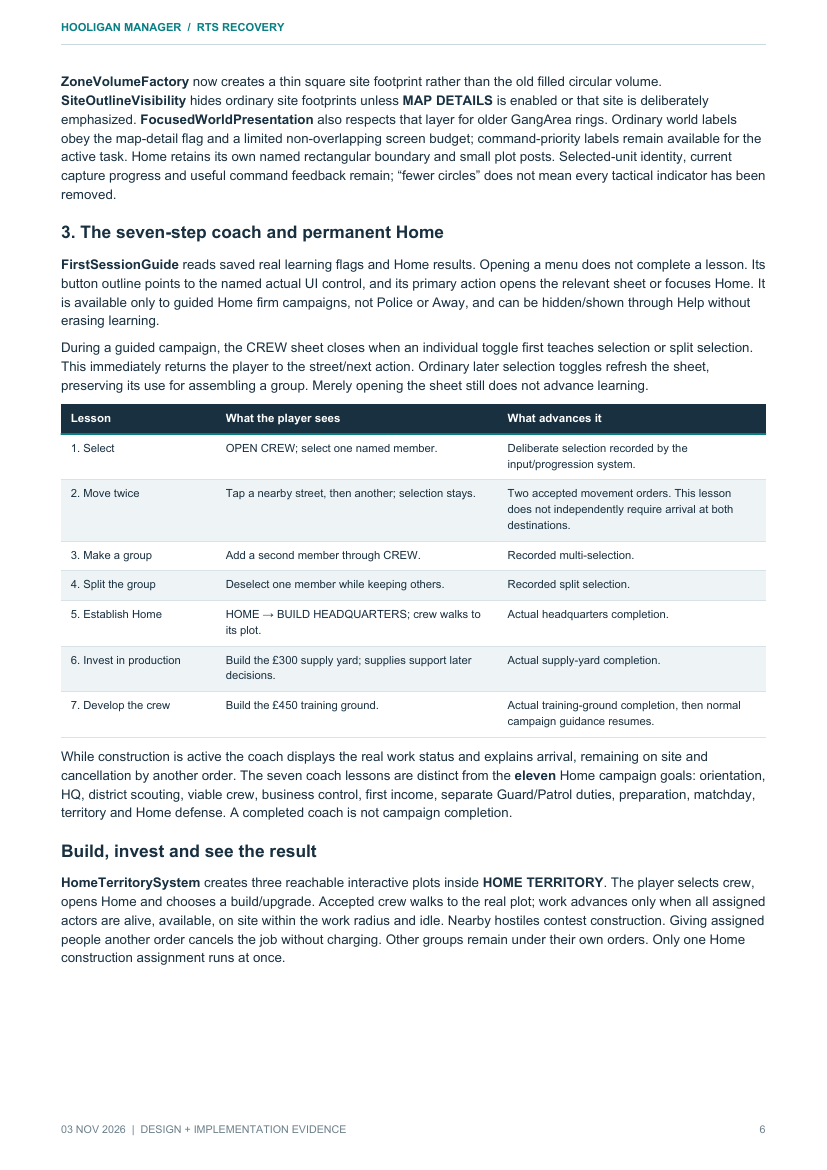 HOOLIGAN MANAGER / RTS RECOVERY
ZoneVolumeFactory now creates a thin square site footprint rather than the old filled circular volume.
SiteOutlineVisibility hides ordinary site footprints unless MAP DETAILS is enabled or that site is deliberately
emphasized. FocusedWorldPresentation also respects that layer for older GangArea rings. Ordinary world labels
obey the map-detail flag and a limited non-overlapping screen budget; command-priority labels remain available for the
active task. Home retains its own named rectangular boundary and small plot posts. Selected-unit identity, current
capture progress and useful command feedback remain; “fewer circles” does not mean every tactical indicator has been
removed.
3. The seven-step coach and permanent Home
FirstSessionGuide reads saved real learning flags and Home results. Opening a menu does not complete a lesson. Its
button outline points to the named actual UI control, and its primary action opens the relevant sheet or focuses Home. It
is available only to guided Home firm campaigns, not Police or Away, and can be hidden/shown through Help without
erasing learning.
During a guided campaign, the CREW sheet closes when an individual toggle first teaches selection or split selection.
This immediately returns the player to the street/next action. Ordinary later selection toggles refresh the sheet,
preserving its use for assembling a group. Merely opening the sheet still does not advance learning.
Lesson What the player sees What advances it
1. Select OPEN CREW; select one named member. Deliberate selection recorded by the
input/progression system.
2. Move twice Tap a nearby street, then another; selection stays. Two accepted movement orders. This lesson
does not independently require arrival at both
destinations.
3. Make a group Add a second member through CREW. Recorded multi-selection.
4. Split the group Deselect one member while keeping others. Recorded split selection.
5. Establish Home HOME → BUILD HEADQUARTERS; crew walks to Actual headquarters completion.
its plot.
6. Invest in production Build the £300 supply yard; supplies support later Actual supply-yard completion.
decisions.
7. Develop the crew Build the £450 training ground. Actual training-ground completion, then normal
campaign guidance resumes.
While construction is active the coach displays the real work status and explains arrival, remaining on site and
cancellation by another order. The seven coach lessons are distinct from the eleven Home campaign goals: orientation,
HQ, district scouting, viable crew, business control, first income, separate Guard/Patrol duties, preparation, matchday,
territory and Home defense. A completed coach is not campaign completion.
Build, invest and see the result
HomeTerritorySystem creates three reachable interactive plots inside HOME TERRITORY. The player selects crew,
opens Home and chooses a build/upgrade. Accepted crew walks to the real plot; work advances only when all assigned
actors are alive, available, on site within the work radius and idle. Nearby hostiles contest construction. Giving assigned
people another order cancels the job without charging. Other groups remain under their own orders. Only one Home
construction assignment runs at once.
03 NOV 2026 | DESIGN + IMPLEMENTATION EVIDENCE 6